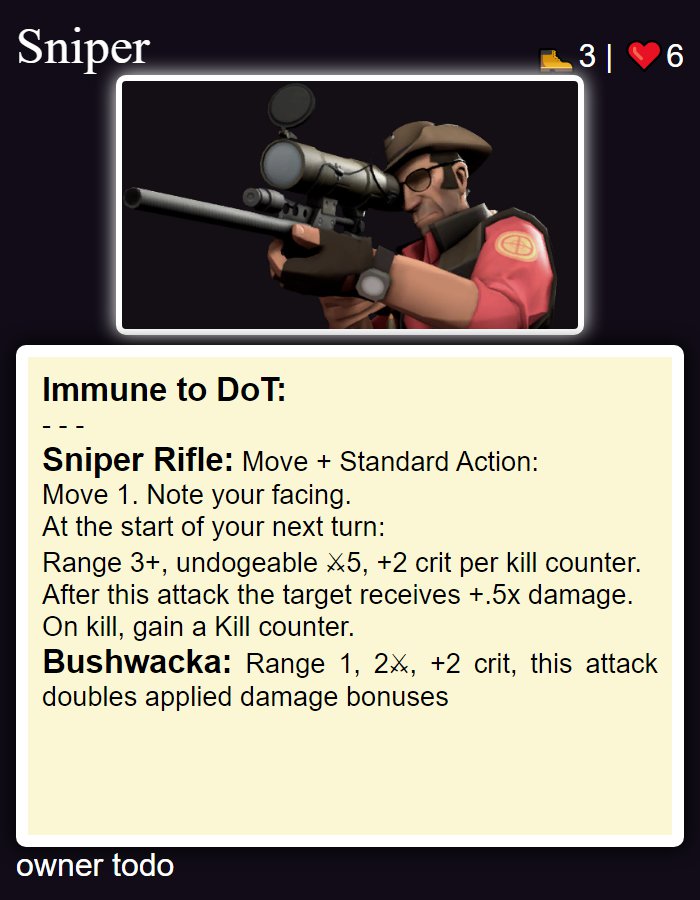 Sniper
🥾3 | ❤️6
Immune to DoT:
- - -
Sniper Rifle: Move + Standard Action:
Move 1. Note your facing.
At the start of your next turn:
Range 3+, undogeable ⚔5, +2 crit per kill counter.
After this attack the target receives +.5x damage.
On kill, gain a Kill counter.
Bushwacka: Range 1, 2⚔, +2 crit, this attack
doubles applied damage bonuses
owner todo